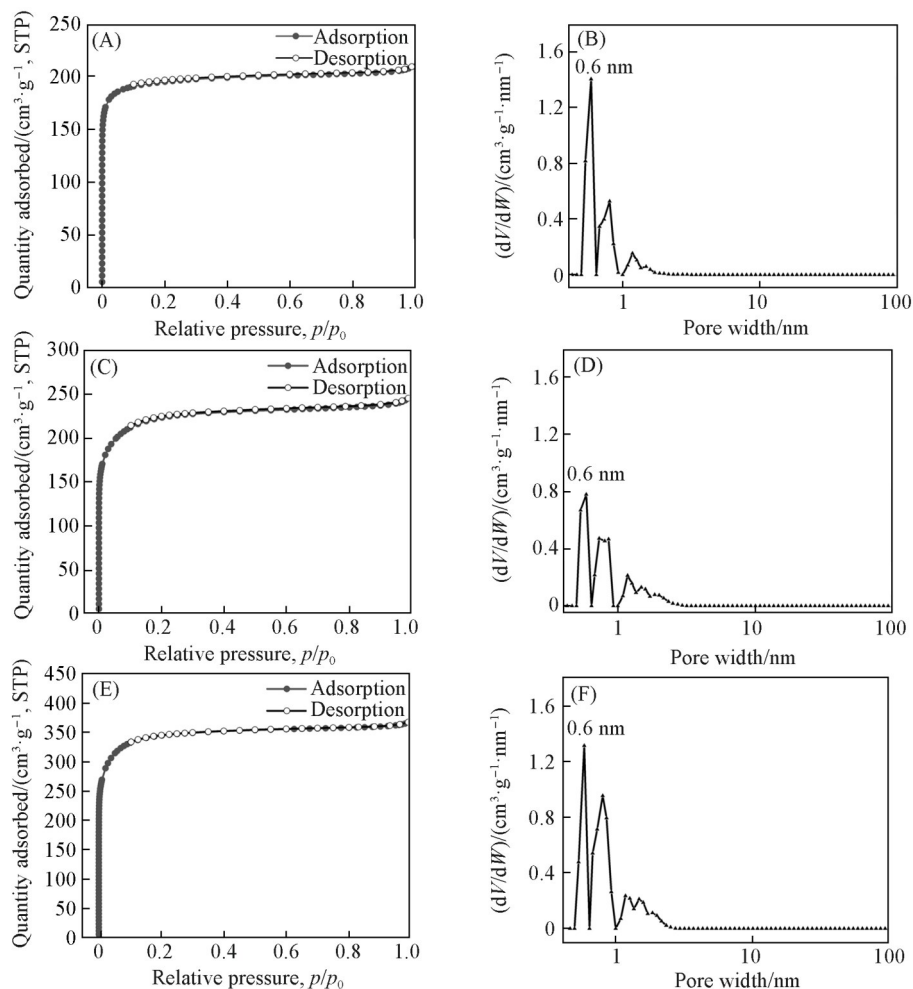 (A)
Adsorption
Desorption
250
200
150
100
50
0
0 0.2 0.4 0.6 0.8 1.0
Quantity adsorbed/(cm³·g⁻¹, STP)
Relative pressure, p/p₀
(B)
0.6 nm
1.6
1.2
0.8
0.4
0
1 10 100
(dV/dW)/(cm³·g⁻¹·nm⁻¹)
Pore width/nm
(C)
Adsorption
Desorption
300
250
200
150
100
50
0
0 0.2 0.4 0.6 0.8 1.0
Quantity adsorbed/(cm³·g⁻¹, STP)
Relative pressure, p/p₀
(D)
0.6 nm
1.6
1.2
0.8
0.4
0
1 10 100
(dV/dW)/(cm³·g⁻¹·nm⁻¹)
Pore width/nm
(E)
Adsorption
Desorption
450
400
350
300
250
200
150
100
50
0
0 0.2 0.4 0.6 0.8 1.0
Quantity adsorbed/(cm³·g⁻¹, STP)
Relative pressure, p/p₀
(F)
0.6 nm
1.6
1.2
0.8
0.4
0
1 10 100
(dV/dW)/(cm³·g⁻¹·nm⁻¹)
Pore width/nm